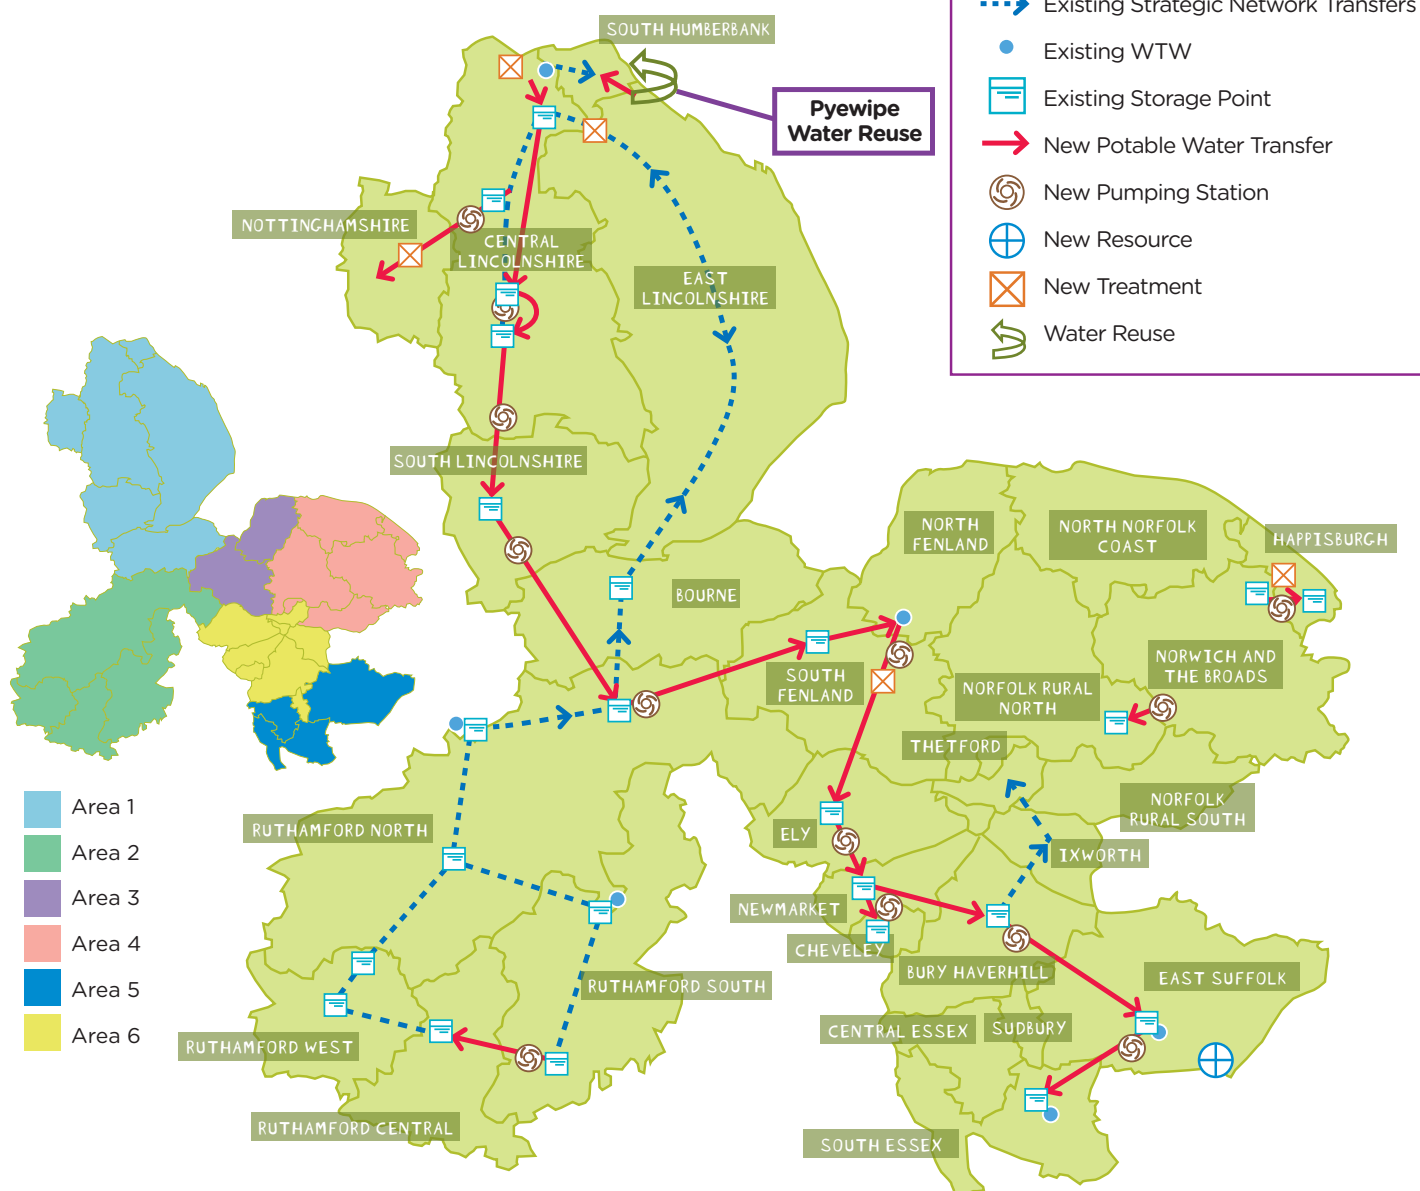 Existing Strategic Network Transfers
Existing WTW
Existing Storage Point
New Potable Water Transfer
New Pumping Station
New Resource
New Treatment
Water Reuse
SOUTH HUMBERBANK
Pyewipe
Water Reuse
NOTTINGHAMSHIRE
CENTRAL
LINCOLNSHIRE
EAST
LINCOLNSHIRE
SOUTH LINCOLNSHIRE
BOURNE
NORTH
FENLAND
NORTH NORFOLK
COAST
HAPPISBURGH
SOUTH
FENLAND
NORFOLK RURAL
NORTH
NORWICH AND
THE BROADS
THETFORD
NORFOLK
RURAL SOUTH
RUTHAMFORD NORTH
ELY
IXWORTH
NEWMARKET
CHEVELEY
BURY HAVERHILL
EAST SUFFOLK
RUTHAMFORD SOUTH
RUTHAMFORD WEST
CENTRAL ESSEX
SUDBURY
RUTHAMFORD CENTRAL
SOUTH ESSEX
Area 1
Area 2
Area 3
Area 4
Area 5
Area 6